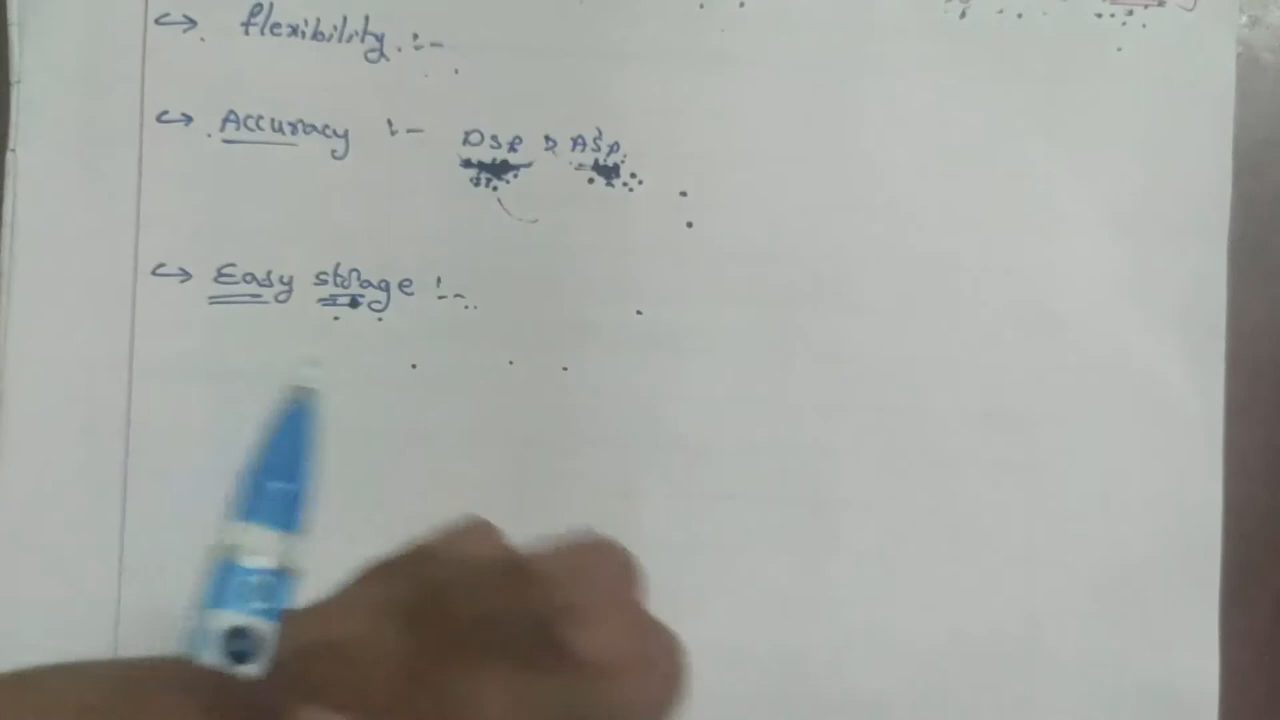 ↪ flexibility :-
↪ Accuracy :- DSP > ASP.
↪ Easy storage :-